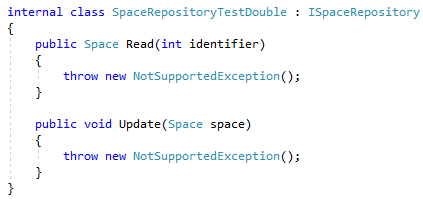 internal class SpaceRepositoryTestDouble : ISpaceRepository
{
    public Space Read(int identifier)
    {
        throw new NotSupportedException();
    }

    public void Update(Space space)
    {
        throw new NotSupportedException();
    }
}